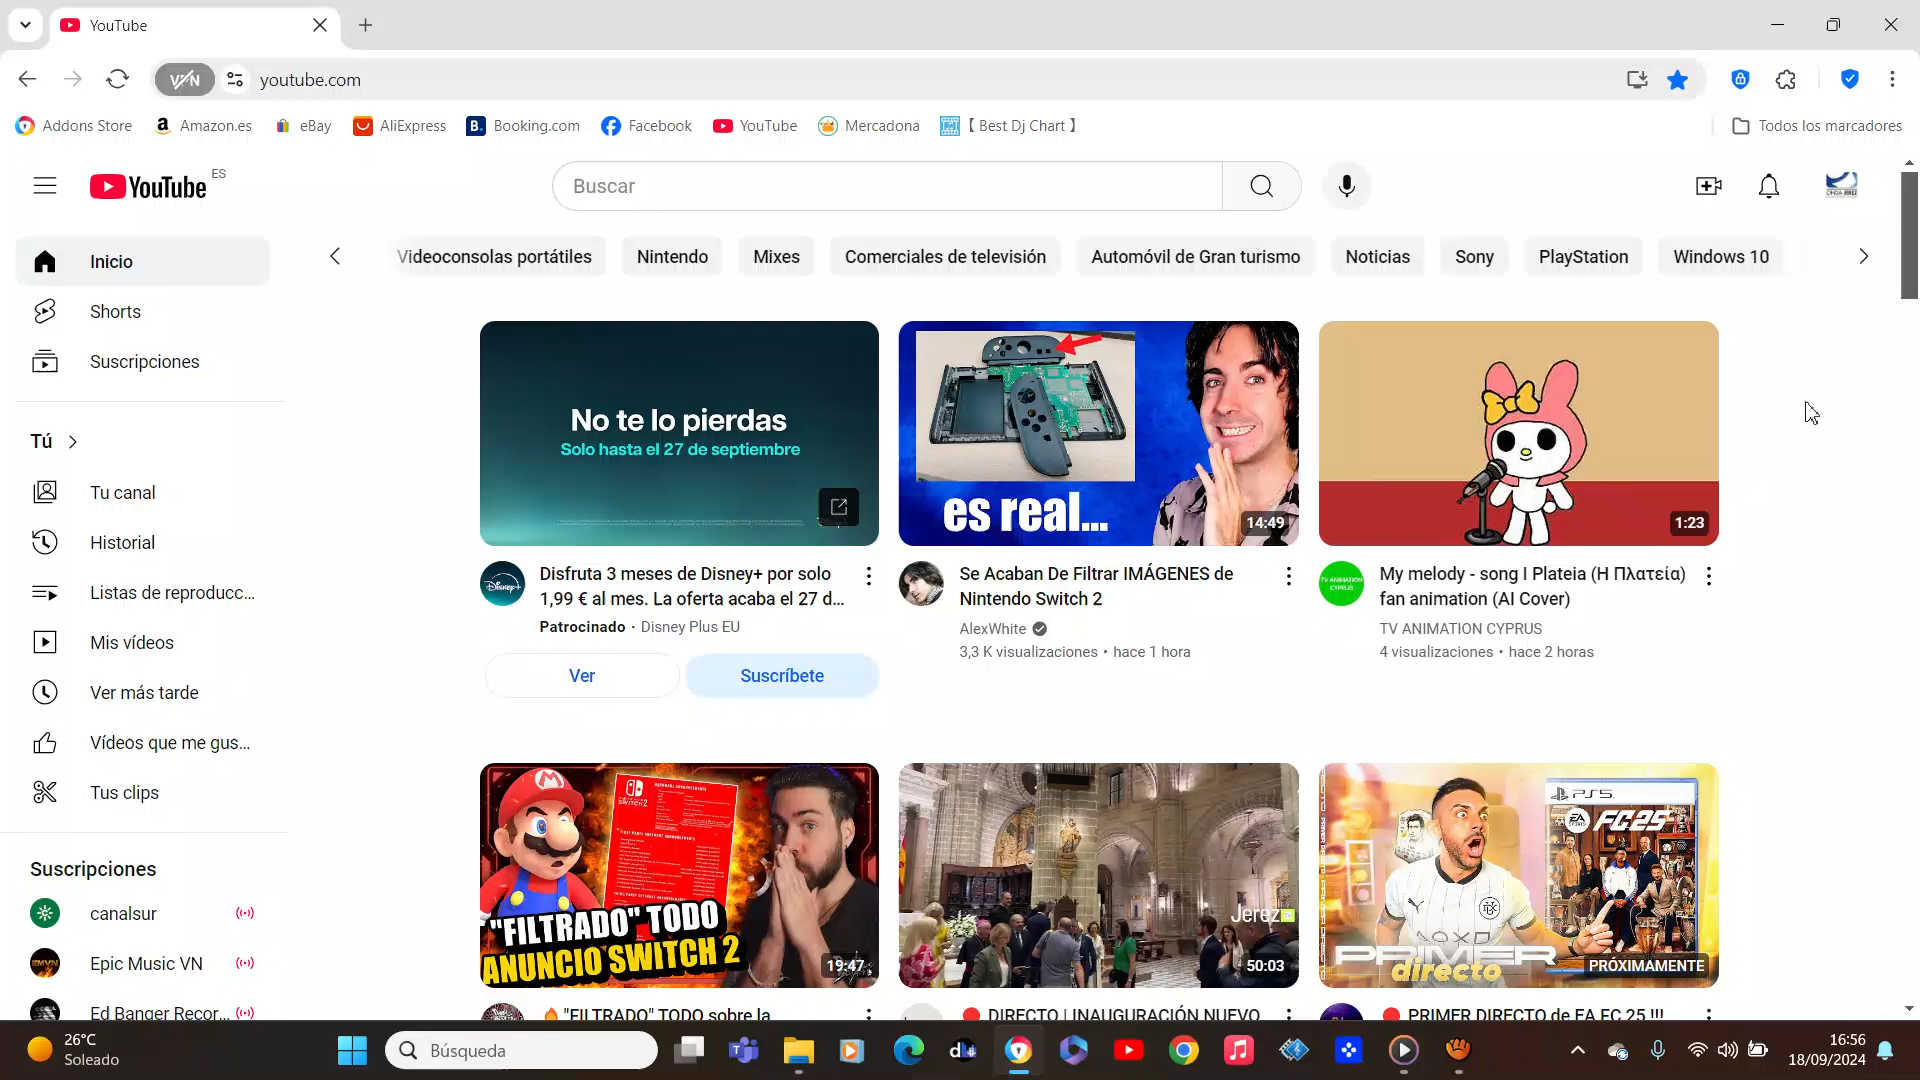 YouTube
VPN
youtube.com
Addons Store
Amazon.es
eBay
AliExpress
Booking.com
Facebook
YouTube
Mercadona
【 Best Dj Chart 】
Todos los marcadores
YouTube ES
Buscar
Inicio
Shorts
Suscripciones
Tú
Tu canal
Historial
Listas de reproducc...
Mis vídeos
Ver más tarde
Vídeos que me gus...
Tus clips
Suscripciones
canalsur
Epic Music VN
Ed Banger Recor...
Videoconsolas portátiles
Nintendo
Mixes
Comerciales de televisión
Automóvil de Gran turismo
Noticias
Sony
PlayStation
Windows 10
No te lo pierdas
Solo hasta el 27 de septiembre
Disney+
Disfruta 3 meses de Disney+ por solo
1,99 € al mes. La oferta acaba el 27 d...
Patrocinado · Disney Plus EU
Ver
Suscríbete
es real...
14:49
Se Acaban De Filtrar IMÁGENES de
Nintendo Switch 2
AlexWhite
3,3 K visualizaciones • hace 1 hora
1:23
TV ANIMATION
CYPRUS
My melody - song I Plateia (Η Πλατεία)
fan animation (AI Cover)
TV ANIMATION CYPRUS
4 visualizaciones • hace 2 horas
"FILTRADO" TODO
ANUNCIO SWITCH 2
19:47
"FILTRADO" TODO sobre la
Jerez
50:03
DIRECTO | INAUGURACIÓN NUEVO
PS5
EA SPORTS FC25
PRIMER
directo
PRÓXIMAMENTE
PRIMER DIRECTO de EA FC 25 !!!
26°C
Soleado
Búsqueda
16:56
18/09/2024